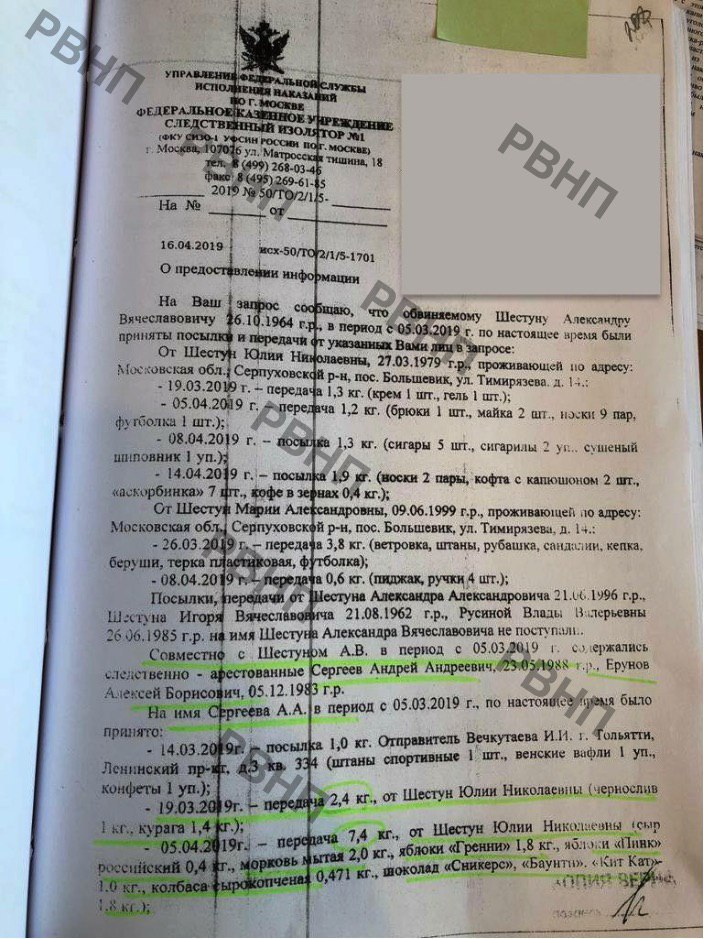 УПРАВЛЕНИЕ ФЕДЕРАЛЬНОЙ СЛУЖБЫ
ИСПОЛНЕНИЯ НАКАЗАНИЙ
ПО Г. МОСКВЕ
ФЕДЕРАЛЬНОЕ КАЗЕННОЕ УЧРЕЖДЕНИЕ
СЛЕДСТВЕННЫЙ ИЗОЛЯТОР №1
(ФКУ СИЗО-1 УФСИН РОССИИ ПО Г. МОСКВЕ)
г. Москва, 107076 ул. Матросская тишина, 18
тел. 8 (499) 268-03-46
факс 8 (495) 269-61-85
2019 № 50/ТО/2/1/5-
На № от
16.04.2019 исх-50/ТО/2/1/5-1701
О предоставлении информации
На Ваш запрос сообщаю, что обвиняемому Шестуну Александру
Вячеславовичу 26.10.1964 г.р., в период с 05.03.2019 г. по настоящее время были
приняты посылки и передачи от указанных Вами лиц в запросе:
От Шестун Юлии Николаевны, 27.03.1979 г.р., проживающей по адресу:
Московская обл., Серпуховской р-н, пос. Большевик, ул. Тимирязева, д. 14.:
- 19.03.2019 г. – передача 1,3 кг. (крем 1 шт., гель 1 шт.);
- 05.04.2019 г. – передача 1,2 кг. (брюки 1 шт., майка 2 шт., носки 9 пар,
футболка 1 шт.);
- 08.04.2019 г. – посылка 1,3 кг. (сигары 5 шт., сигарилы 2 уп., сушеный
шиповник 1 уп.);
- 14.04.2019 г. – посылка 1,9 кг. (носки 2 пары, кофта с капюшоном 2 шт.,
«аскорбинка» 7 шт., кофе в зернах 0,4 кг.);
От Шестун Марии Александровны, 09.06.1999 г.р., проживающей по адресу:
Московская обл., Серпуховской р-н, пос. Большевик, ул. Тимирязева, д. 14.:
- 26.03.2019 г. – передача 3,8 кг. (ветровка, штаны, рубашка, сандалии, кепка,
беруши, терка пластиковая, футболка);
- 08.04.2019 г. – передача 0,6 кг. (пиджак, ручки 4 шт.);
Посылки, передачи от Шестуна Александра Александровича 21.06.1996 г.р.,
Шестуна Игоря Вячеславовича 21.08.1962 г.р., Русиной Влады Валерьевны
26.06.1985 г.р. на имя Шестуна Александра Вячеславовича не поступали.
Совместно с Шестуном А.В. в период с 05.03.2019 г. содержались
следственно - арестованные Сергеев Андрей Андреевич, 23.05.1988 г.р., Ерунов
Алексей Борисович, 05.12.1983 г.р.
На имя Сергеева А.А. в период с 05.03.2019 г., по настоящее время было
принято:
- 14.03.2019г. - посылка 1,0 кг. Отправитель Вечкутаева И.И. г. Тольятти,
Ленинский пр-кт, д.3 кв. 334 (штаны спортивные 1 шт., венские вафли 1 уп.,
конфеты 1 уп.);
- 19.03.2019г. – передача 2,4 кг., от Шестун Юлии Николаевны (чернослив
1 кг., курага 1,4 кг.);
- 05.04.2019г. – передача 7,4 кг., от Шестун Юлии Николаевны (сыр
российский 0,4 кг., морковь мытая 2,0 кг., яблоки «Гренни» 1,8 кг., яблоки «Пинк»
1.0 кг., колбаса сырокопченая 0,471 кг., шоколад «Сникерс», «Баунти», «Кит Кат»
1,8 кг.);
КОПИЯ ВЕРНА
РВНП
РВНП
РВНП
РВНП
РВНП
РВНП
РВНП
РВНП